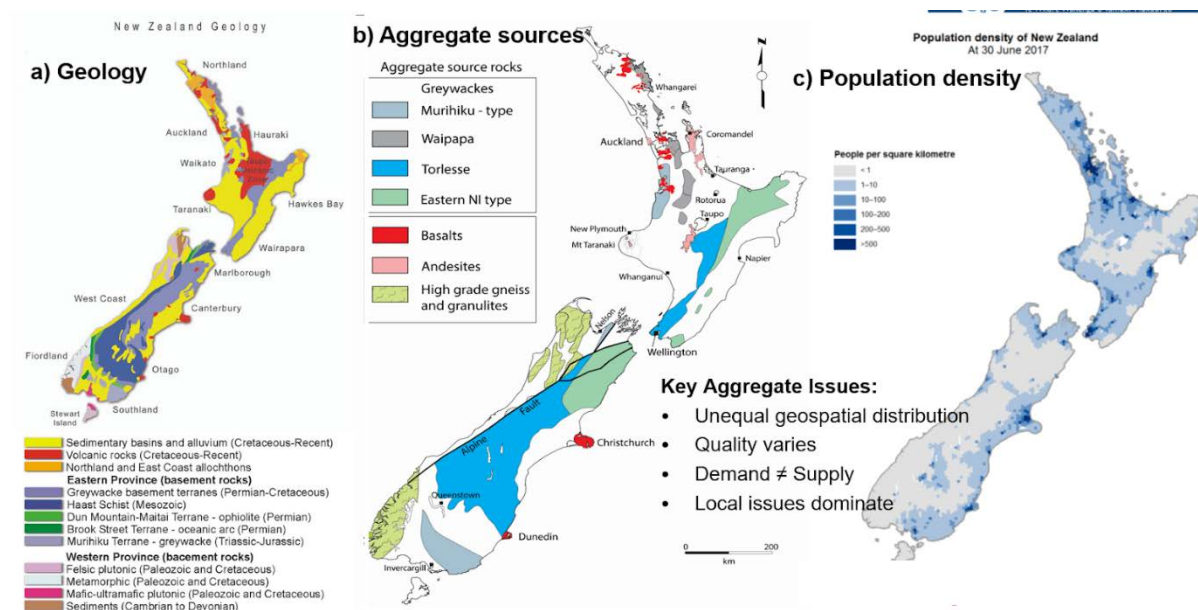 New Zealand Geology
a) Geology
Northland
Auckland
Hauraki
Waikato
Taranaki
Hawkes Bay
Wairapara
Marlborough
West Coast
Canterbury
Fiordland
Otago
Stewart
Island
Southland
Sedimentary basins and alluvium (Cretaceous-Recent)
Volcanic rocks (Cretaceous-Recent)
Northland and East Coast allochthons
Eastern Province (basement rocks)
Greywacke basement terranes (Permian-Cretaceous)
Haast Schist (Mesozoic)
Dun Mountain-Maitai Terrane - ophiolite (Permian)
Brook Street Terrane - oceanic arc (Permian)
Murihiku Terrane - greywacke (Triassic-Jurassic)
Western Province (bacement rocks)
Felsic plutonic (Paleozoic and Cretaceous)
Metamorphic (Paleozoic and Cretaceous)
Mafic-ultramafic plutonic (Paleozoic and Cretaceous)
Sediments (Cambrian to Devonian)
b) Aggregate sources
Aggregate source rocks
Greywackes
Murihiku - type
Waipapa
Torlesse
Eastern NI type
Basalts
Andesites
High grade gneiss
and granulites
N
Whangarei
Auckland
Coromandel
Tauranga
Rotorua
Taupo
New Plymouth
Mt Taranaki
Napier
Whanganui
Nelson
Wellington
Alpine Fault
Christchurch
Queenstown
Dunedin
Invercargill
0 200
km
Key Aggregate Issues:
• Unequal geospatial distribution
• Quality varies
• Demand ≠ Supply
• Local issues dominate
Population density of New Zealand
At 30 June 2017
c) Population density
People per square kilometre
< 1
1–10
10–100
100–200
200–500
>500